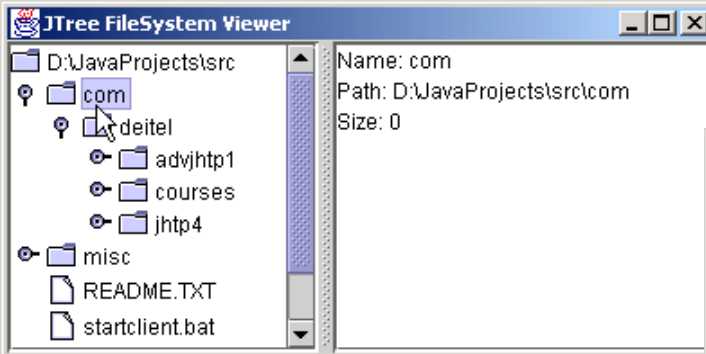 JTree FileSystem Viewer
D:\JavaProjects\src
com
deitel
advjhtp1
courses
jhtp4
misc
README.TXT
startclient.bat
Name: com
Path: D:\JavaProjects\src\com
Size: 0